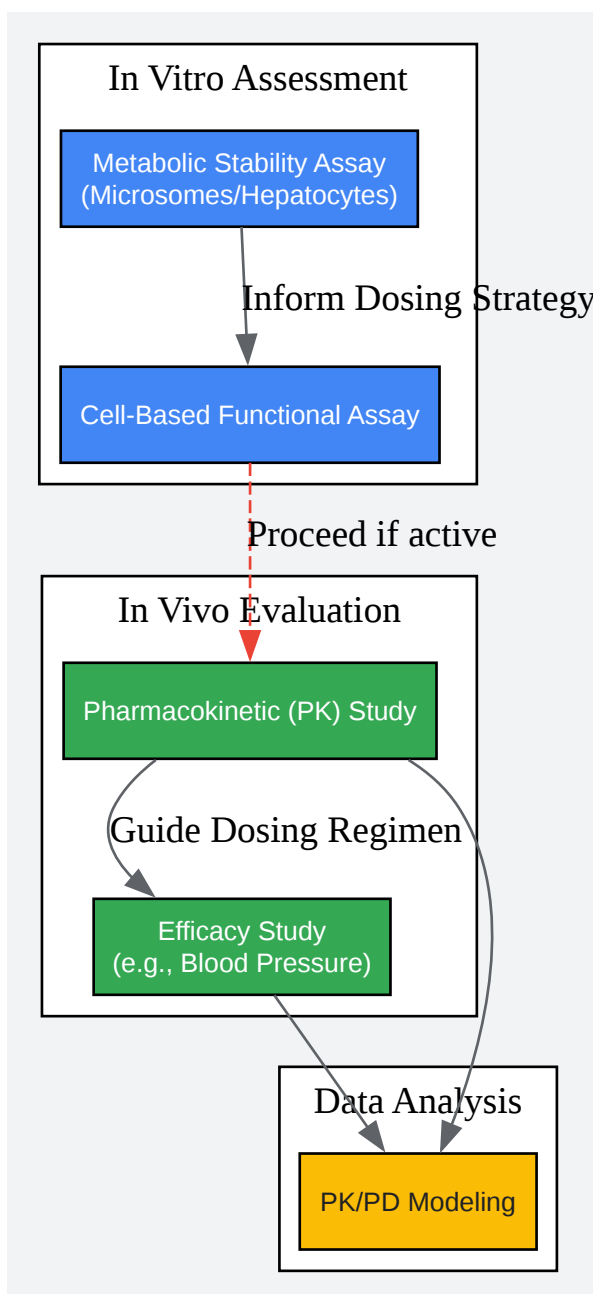 In Vitro Assessment
Metabolic Stability Assay
(Microsomes/Hepatocytes)
Inform Dosing Strategy
Cell-Based Functional Assay
Proceed if active
In Vivo Evaluation
Pharmacokinetic (PK) Study
Guide Dosing Regimen
Efficacy Study
(e.g., Blood Pressure)
Data Analysis
PK/PD Modeling